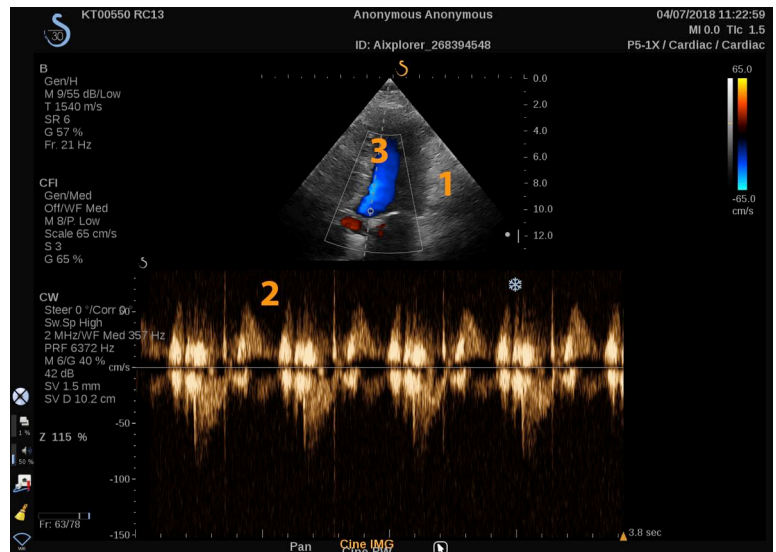 KT00550 RC13
Anonymous Anonymous
04/07/2018 11:22:59
30
MI 0.0 TIc 1.5
ID: Aixplorer_268394548
P5-1X / Cardiac / Cardiac
B
Gen/H
M 9/55 dB/Low
T 1540 m/s
SR 6
G 57 %
Fr. 21 Hz
0.0
2.0
4.0
6.0
8.0
10.0
12.0
65.0
-65.0
cm/s
3
1
CFI
Gen/Med
Off/WF Med
M 8/P. Low
Scale 65 cm/s
S 3
G 65 %
CW
Steer 0 °/Corr 0
Sw.Sp High
2 MHz/WF Med 357 Hz
PRF 6372 Hz
M 6/G 40 %
42 dB
SV 1.5 mm
SV D 10.2 cm
2
50
cm/s
-50
-100
-150
Z 115 %
1 %
50 %
Fr: 63/78
3.8 sec
Pan
Cine IMG